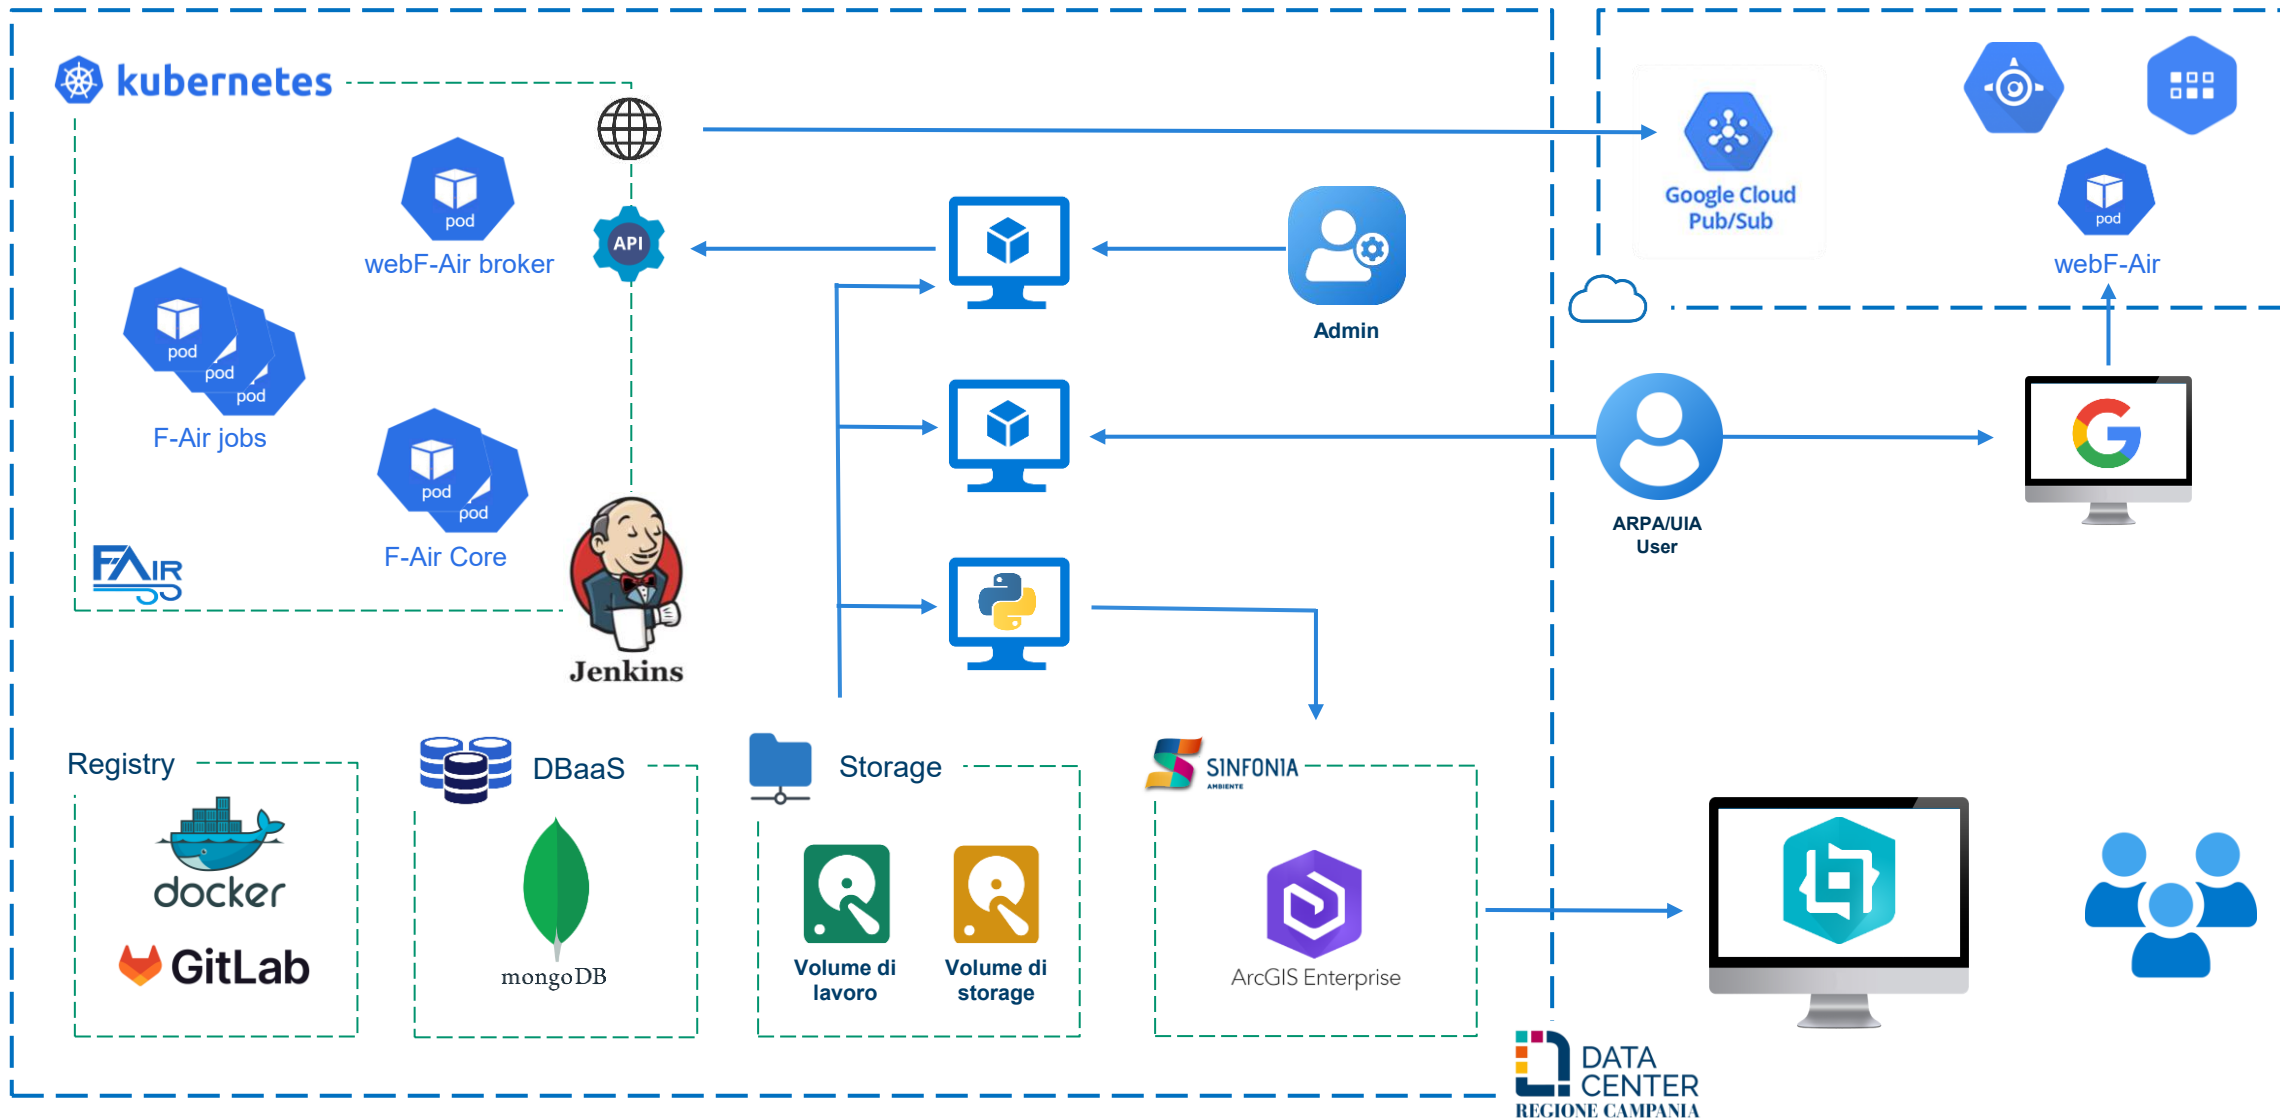 kubernetes
pod
webF-Air broker
API
pod
pod
pod
F-Air jobs
pod
pod
F-Air Core
F-AIR
Jenkins
Admin
Google Cloud
Pub/Sub
pod
webF-Air
ARPA/UIA
User
Registry
docker
GitLab
DBaaS
mongoDB
Storage
Volume di
lavoro
Volume di
storage
SINFONIA
AMBIENTE
ArcGIS Enterprise
DATA
CENTER
REGIONE CAMPANIA